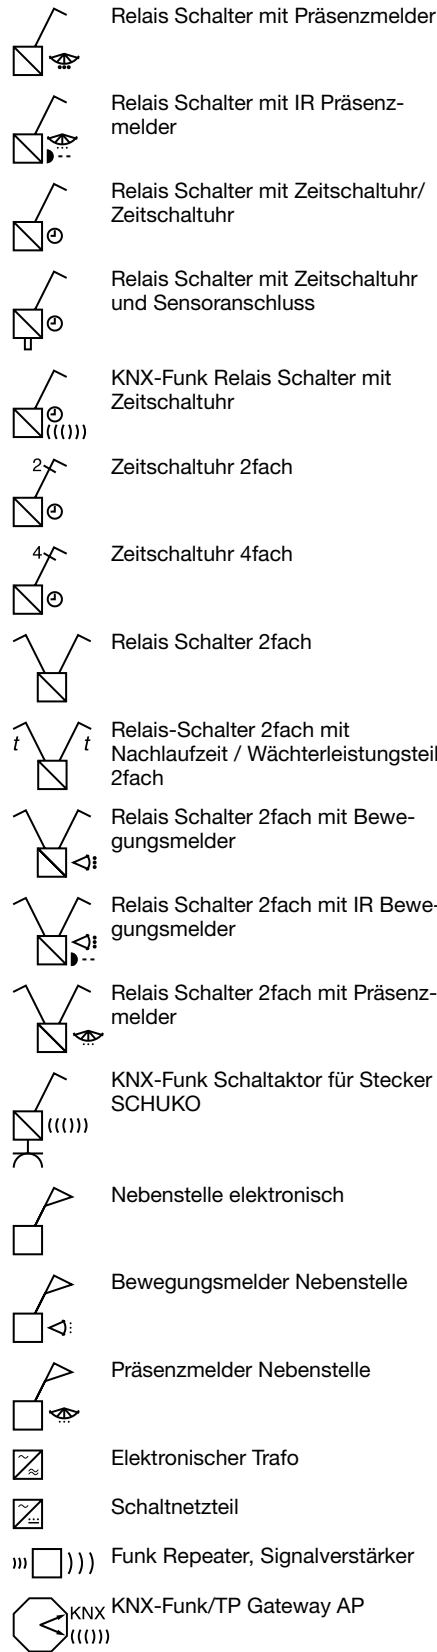 Relais Schalter mit Präsenzmelder
Relais Schalter mit IR Präsenz-
melder
Relais Schalter mit Zeitschaltuhr/
Zeitschaltuhr
Relais Schalter mit Zeitschaltuhr
und Sensoranschluss
KNX-Funk Relais Schalter mit
Zeitschaltuhr
2
Zeitschaltuhr 2fach
4
Zeitschaltuhr 4fach
Relais Schalter 2fach
t t
Relais-Schalter 2fach mit
Nachlaufzeit / Wächterleistungsteil
2fach
Relais Schalter 2fach mit Bewe-
gungsmelder
Relais Schalter 2fach mit IR Bewe-
gungsmelder
Relais Schalter 2fach mit Präsenz-
melder
KNX-Funk Schaltaktor für Stecker
SCHUKO
Nebenstelle elektronisch
Bewegungsmelder Nebenstelle
Präsenzmelder Nebenstelle
Elektronischer Trafo
Schaltnetzteil
Funk Repeater, Signalverstärker
KNX
KNX-Funk/TP Gateway AP